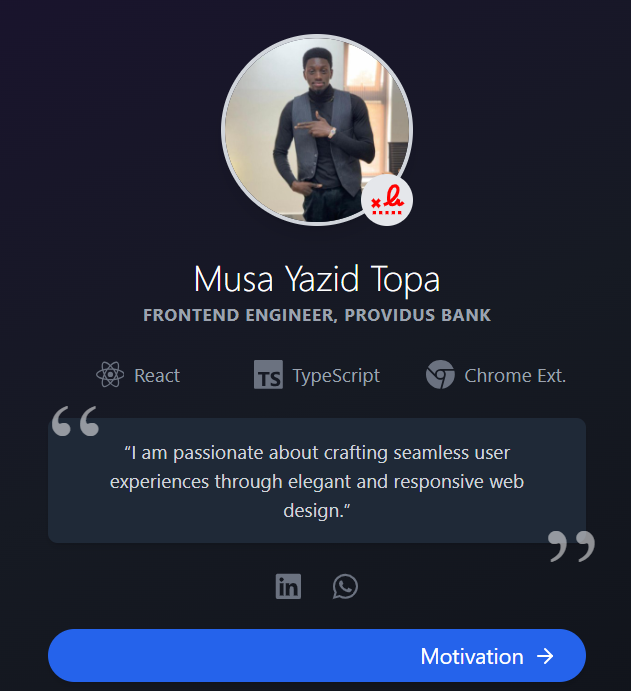 Musa Yazid Topa
FRONTEND ENGINEER, PROVIDUS BANK
React
TS TypeScript
Chrome Ext.
“I am passionate about crafting seamless user
experiences through elegant and responsive web
design.”
in
Motivation →